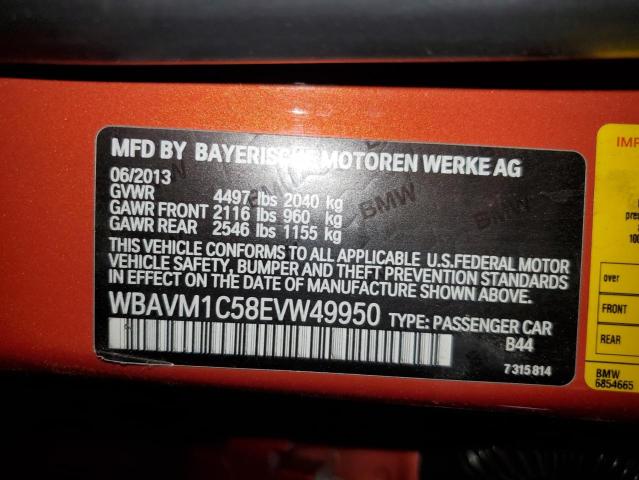 MFD BY BAYERISCHE MOTOREN WERKE AG
06/2013
GVWR 4497 lbs 2040 kg
GAWR FRONT 2116 lbs 960 kg
GAWR REAR 2546 lbs 1155 kg
THIS VEHICLE CONFORMS TO ALL APPLICABLE U.S.FEDERAL MOTOR
VEHICLE SAFETY, BUMPER AND THEFT PREVENTION STANDARDS
IN EFFECT ON THE DATE OF MANUFACTURE SHOWN ABOVE.
WBAVM1C58EVW49950 TYPE: PASSENGER CAR
B44
7 315 814
BMW
BMW
over
FRONT
REAR
BMW
6854665